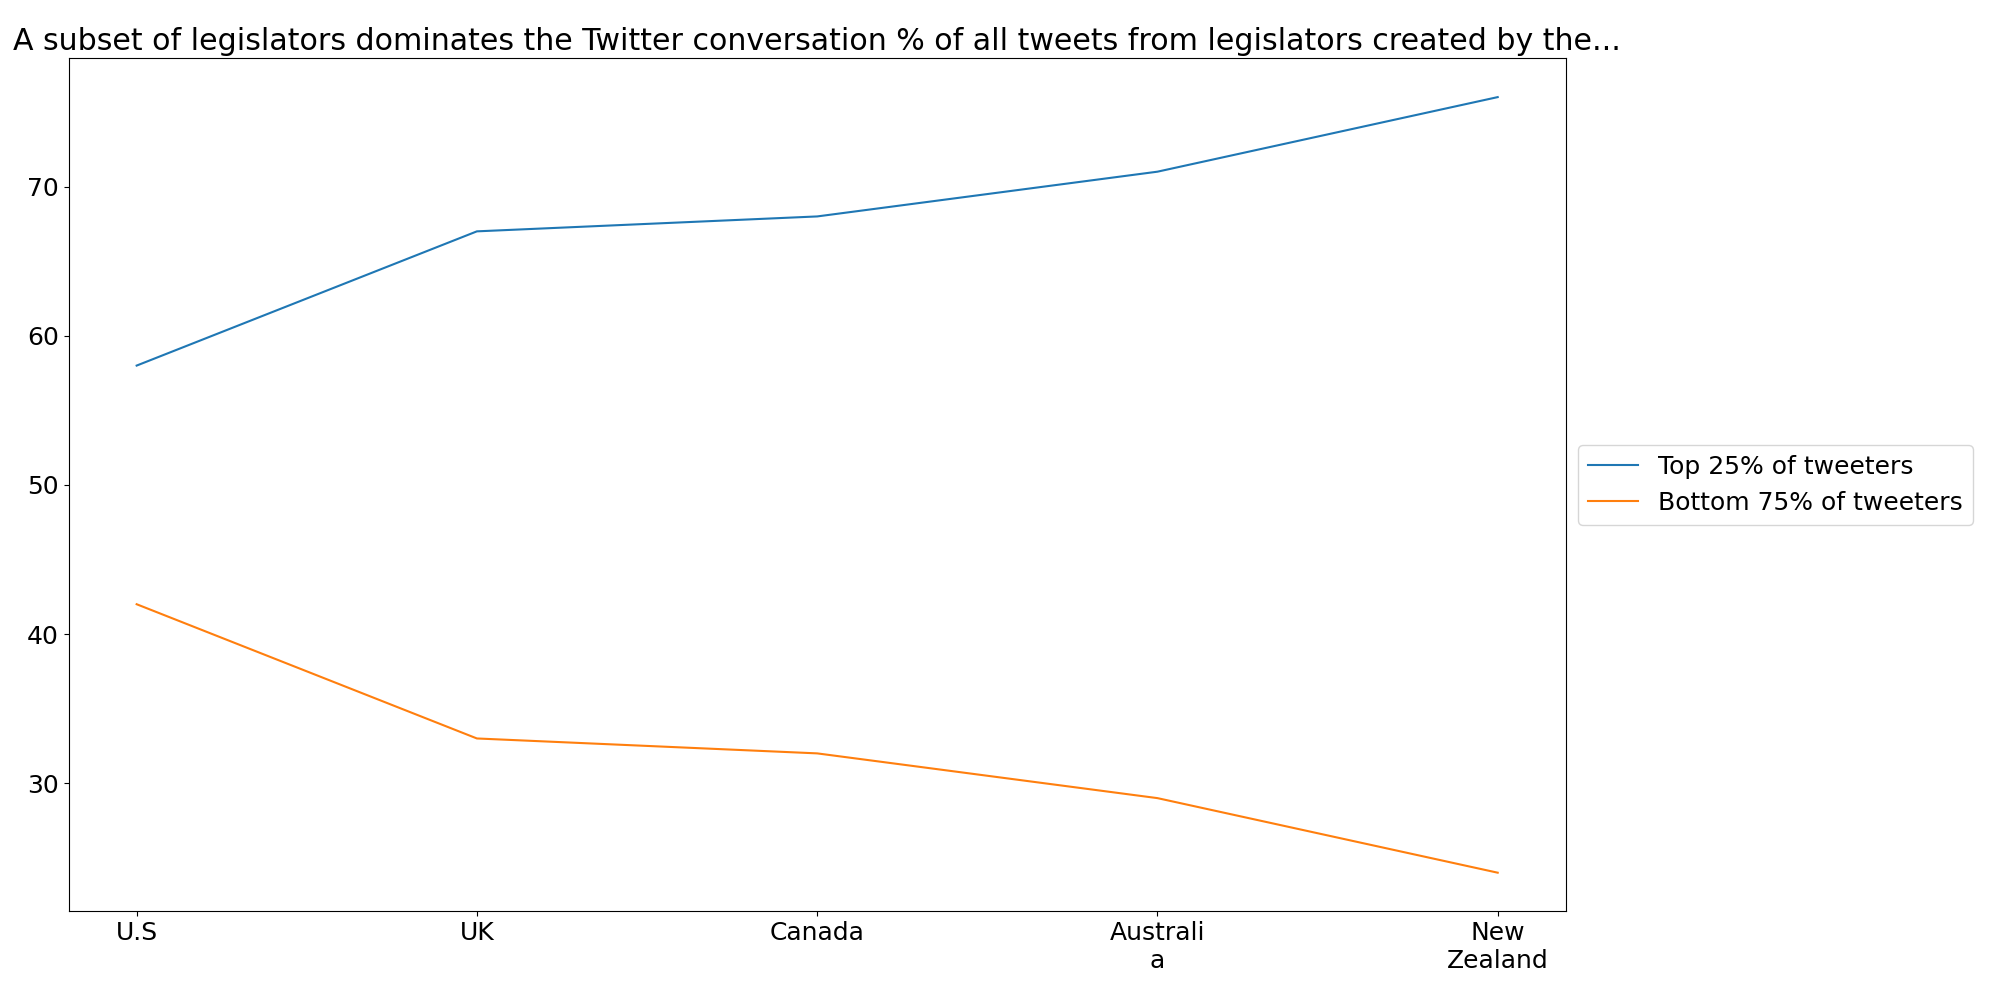 A subset of legislators dominates the Twitter conversation % of all tweets from legislators created by the...
70
60
50
40
30
U.S
UK
Canada
Australi
a
New
Zealand
Top 25% of tweeters
Bottom 75% of tweeters